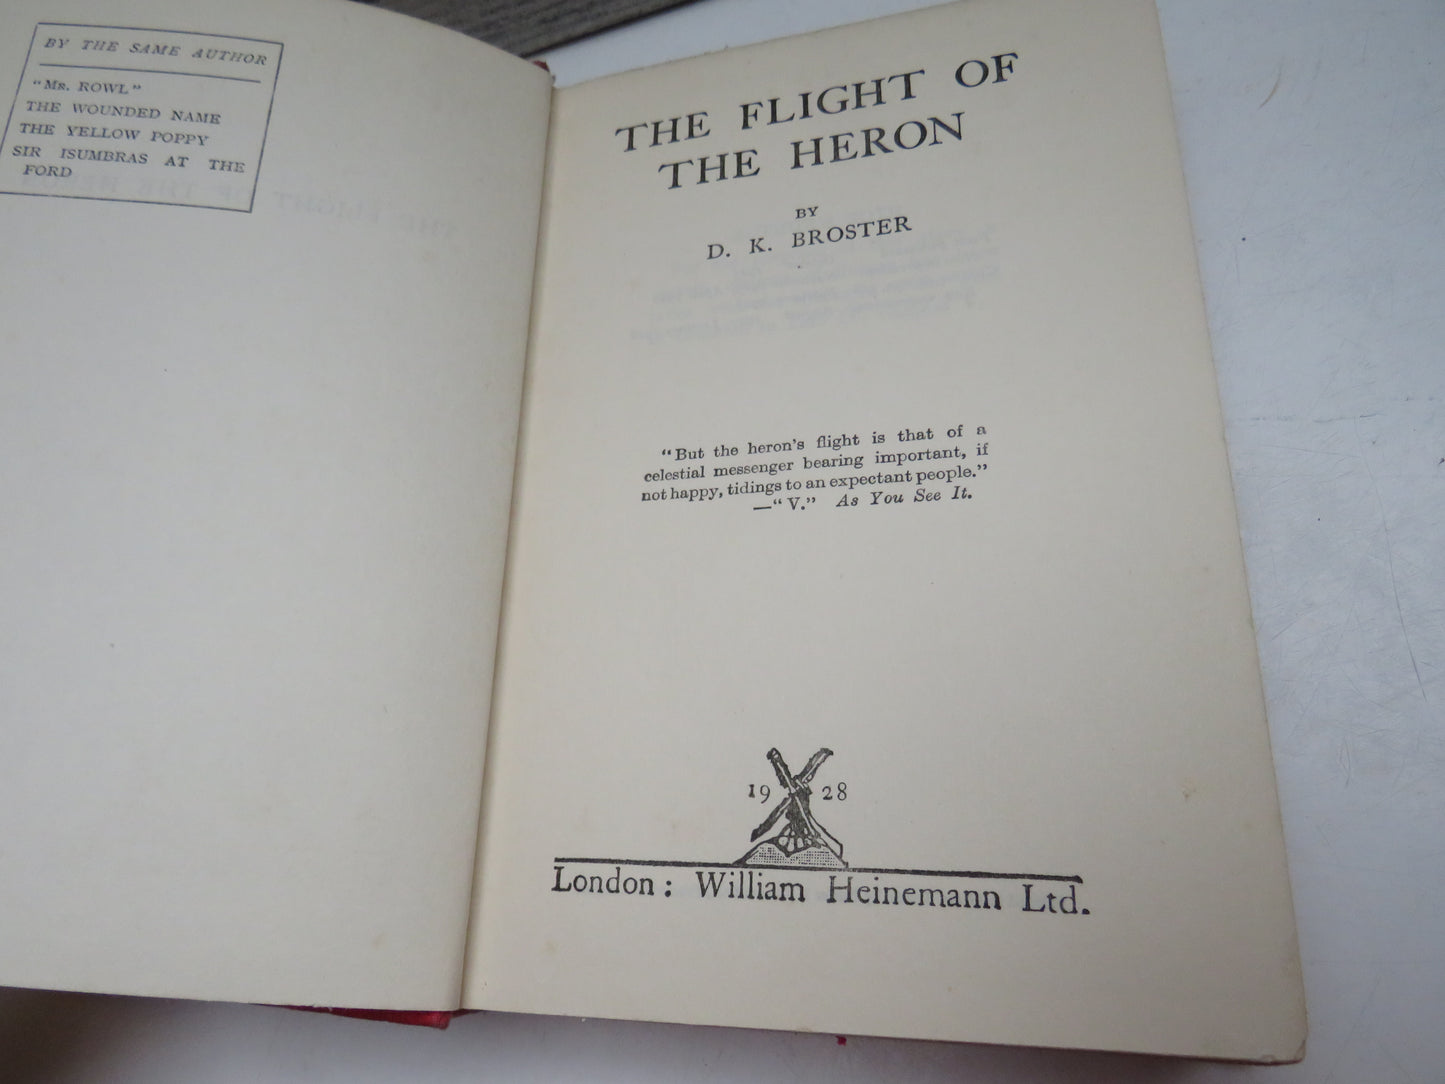 BY THE SAME AUTHOR
"MR. ROWL"
THE WOUNDED NAME
THE YELLOW POPPY
SIR ISUMBRAS AT THE
FORD
THE FLIGHT OF
THE HERON
BY
D. K. BROSTER
"But the heron's flight is that of a
celestial messenger bearing important, if
not happy, tidings to an expectant people."
—"V." As You See It.
19 28
London: William Heinemann Ltd.